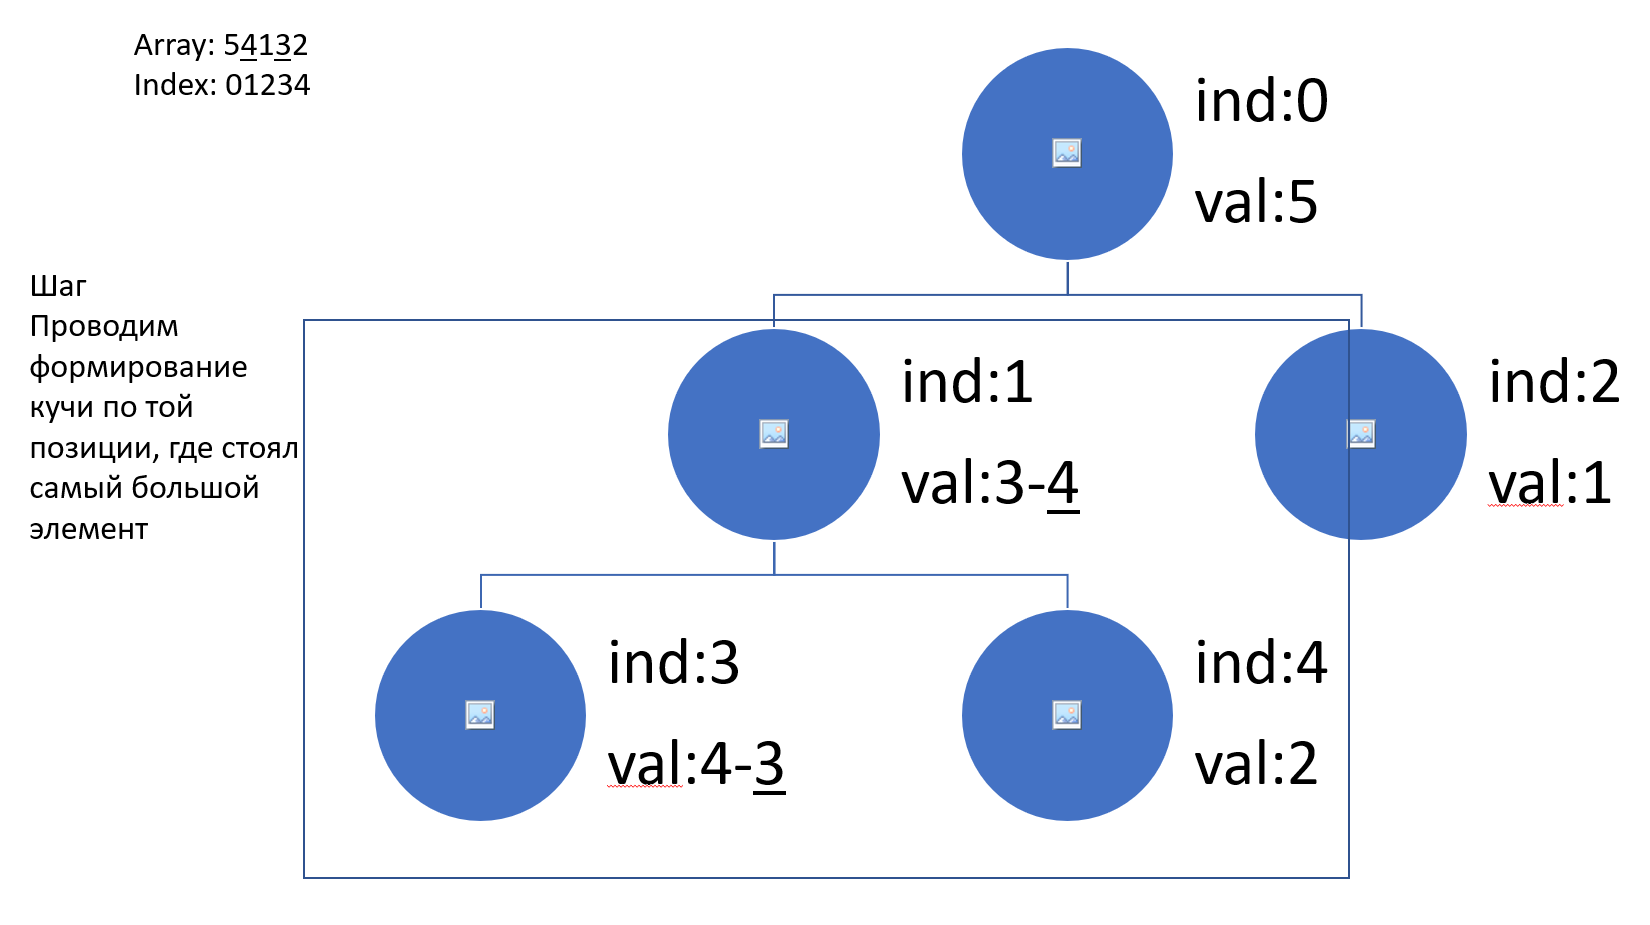 Array: 54132
Index: 01234
ind:0
val:5
Шаг
Проводим
формирование
кучи по той
позиции, где стоял
самый большой
элемент
ind:1
val:3-4
ind:2
val:1
ind:3
val:4-3
ind:4
val:2